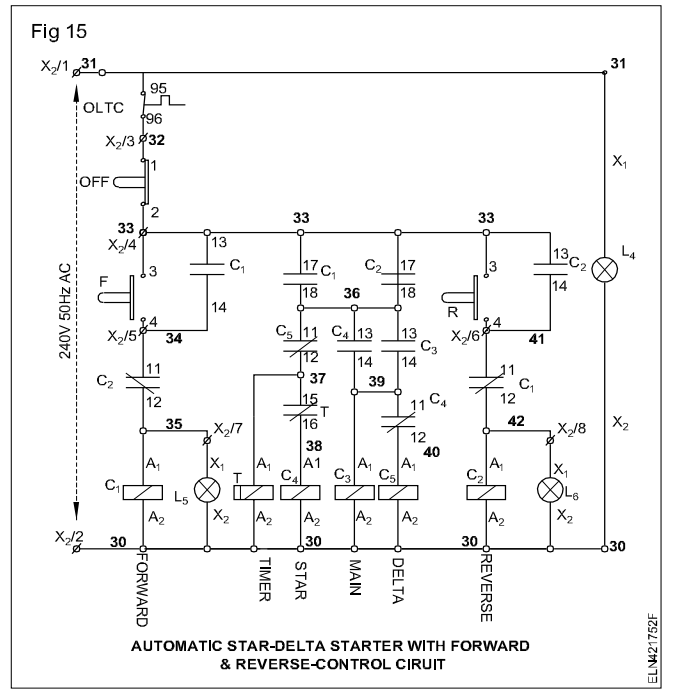 Fig 15
X2/1 31 31
95
OLTC
96
X2/3 32
1
OFF
2
33 33 33
X2/4
X1
13 17 17 13
C1 C1 C2 C2 L4
3 3
F R
14 18 18 14
4 36 4
X2/5 34 X2/6 41
C5 11 C4 13 13
12 14 14 C3
240V 50Hz AC
11 11
C2 C1
12 12
37 39
15 T C4 11
16 12
35 X2/7 38 40 42 X2/8
X2
A1 X1 A1 A1 A1 A1 A1 X1
C1 L5 T C4 C3 C5 C2 L6
A2 X2 A2 A2 A2 A2 A2 X2
X2/2 30 30 30 30
FORWARD
TIMER
STAR
MAIN
DELTA
REVERSE
AUTOMATIC STAR-DELTA STARTER WITH FORWARD
& REVERSE-CONTROL CIRUIT
ELN421752F